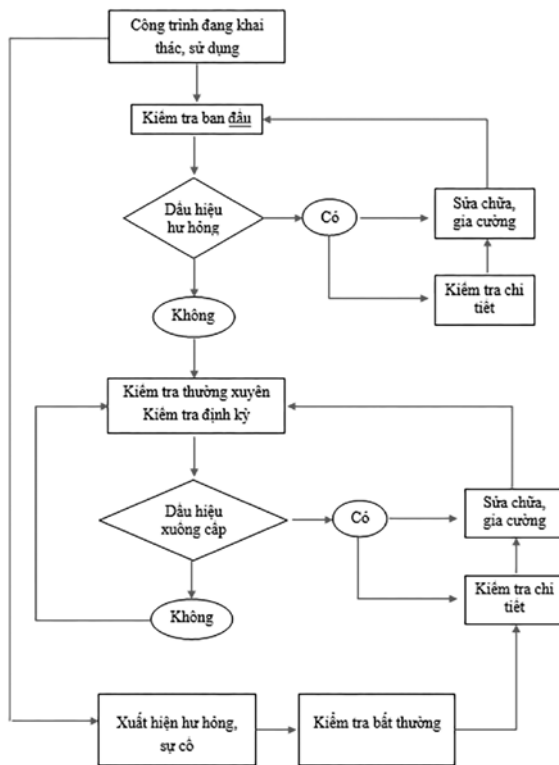 Công trình đang khai
thác, sử dụng
Kiểm tra ban đầu
Dấu hiệu
hư hỏng
Có
Sửa chữa,
gia cường
Kiểm tra chi
tiết
Không
Kiểm tra thường xuyên
Kiểm tra định kỳ
Dấu hiệu
xuống cấp
Có
Sửa chữa,
gia cường
Kiểm tra chi
tiết
Không
Xuất hiện hư hỏng,
sự cố
Kiểm tra bất thường